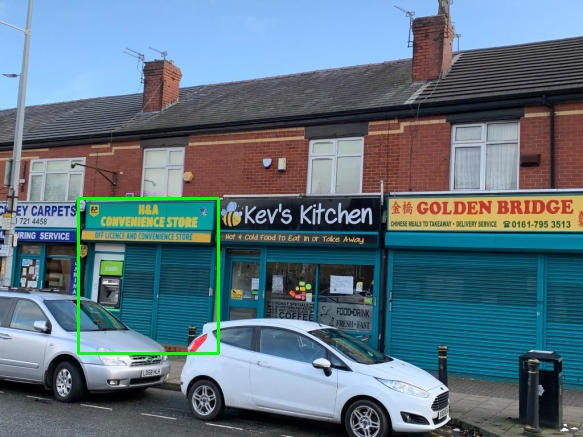 EY CARPETS
721 4458
URING SERVICE
H&A
CONVENIENCE STORE
OFF LICENCE AND CONVENIENCE STORE
Kev's Kitchen
Hot & Cold Food to Eat in or Take Away
COFFEE
FOOD&DRINK
FRESH & FAST
金橋 GOLDEN BRIDGE
CHINESE MEALS TO TAKEAWAY • DELIVERY SERVICE ☎ 0161-795 3513